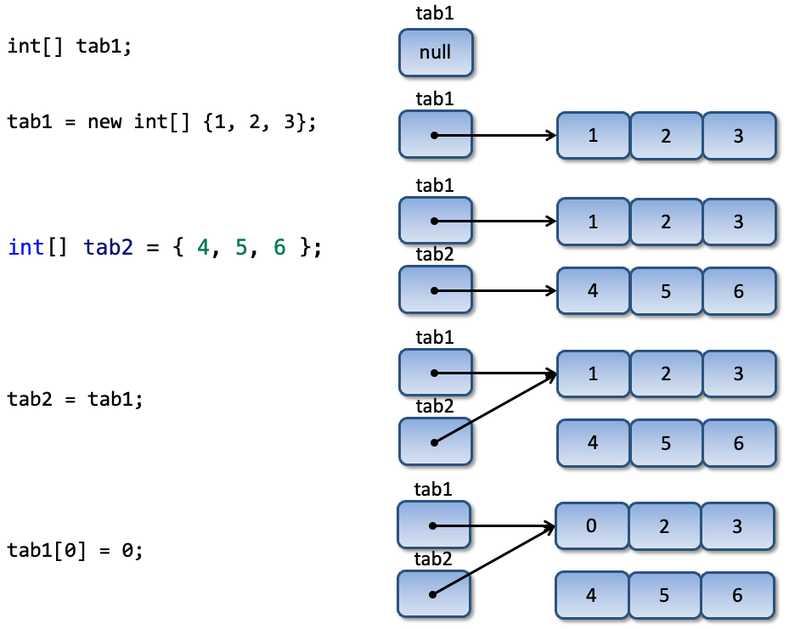 tab1
int[] tab1;
null
tab1
tab1 = new int[] {1, 2, 3};
1 2 3
tab1
1 2 3
int[] tab2 = { 4, 5, 6 };
tab2
4 5 6
tab1
1 2 3
tab2 = tab1;
tab2
4 5 6
tab1
0 2 3
tab1[0] = 0;
tab2
4 5 6